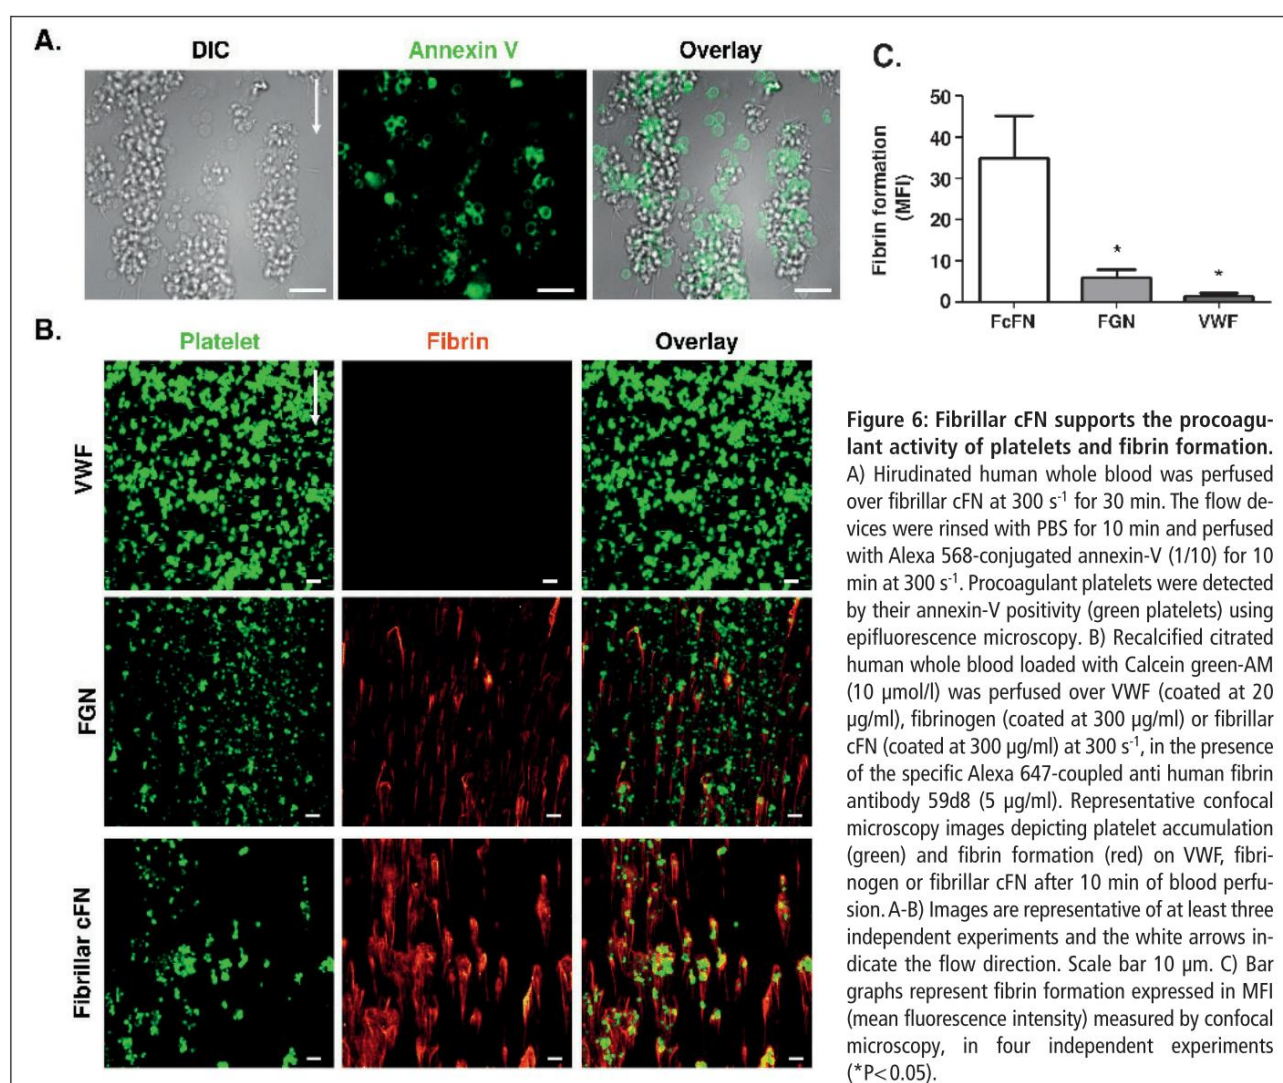 A.
DIC
Annexin V
Overlay
B.
Platelet
Fibrin
Overlay
VWF
FGN
Fibrillar cFN
C.
Fibrin formation
(MFI)
50
40
30
20
10
0
*
*
FcFN
FGN
VWF
Figure 6: Fibrillar cFN supports the procoagu-
lant activity of platelets and fibrin formation.
A) Hirudinated human whole blood was perfused
over fibrillar cFN at 300 s⁻¹ for 30 min. The flow de-
vices were rinsed with PBS for 10 min and perfused
with Alexa 568-conjugated annexin-V (1/10) for 10
min at 300 s⁻¹. Procoagulant platelets were detected
by their annexin-V positivity (green platelets) using
epifluorescence microscopy. B) Recalcified citrated
human whole blood loaded with Calcein green-AM
(10 µmol/l) was perfused over VWF (coated at 20
µg/ml), fibrinogen (coated at 300 µg/ml) or fibrillar
cFN (coated at 300 µg/ml) at 300 s⁻¹, in the presence
of the specific Alexa 647-coupled anti human fibrin
antibody 59d8 (5 µg/ml). Representative confocal
microscopy images depicting platelet accumulation
(green) and fibrin formation (red) on VWF, fibri-
nogen or fibrillar cFN after 10 min of blood perfu-
sion. A-B) Images are representative of at least three
independent experiments and the white arrows in-
dicate the flow direction. Scale bar 10 µm. C) Bar
graphs represent fibrin formation expressed in MFI
(mean fluorescence intensity) measured by confocal
microscopy, in four independent experiments
(*P<0.05).